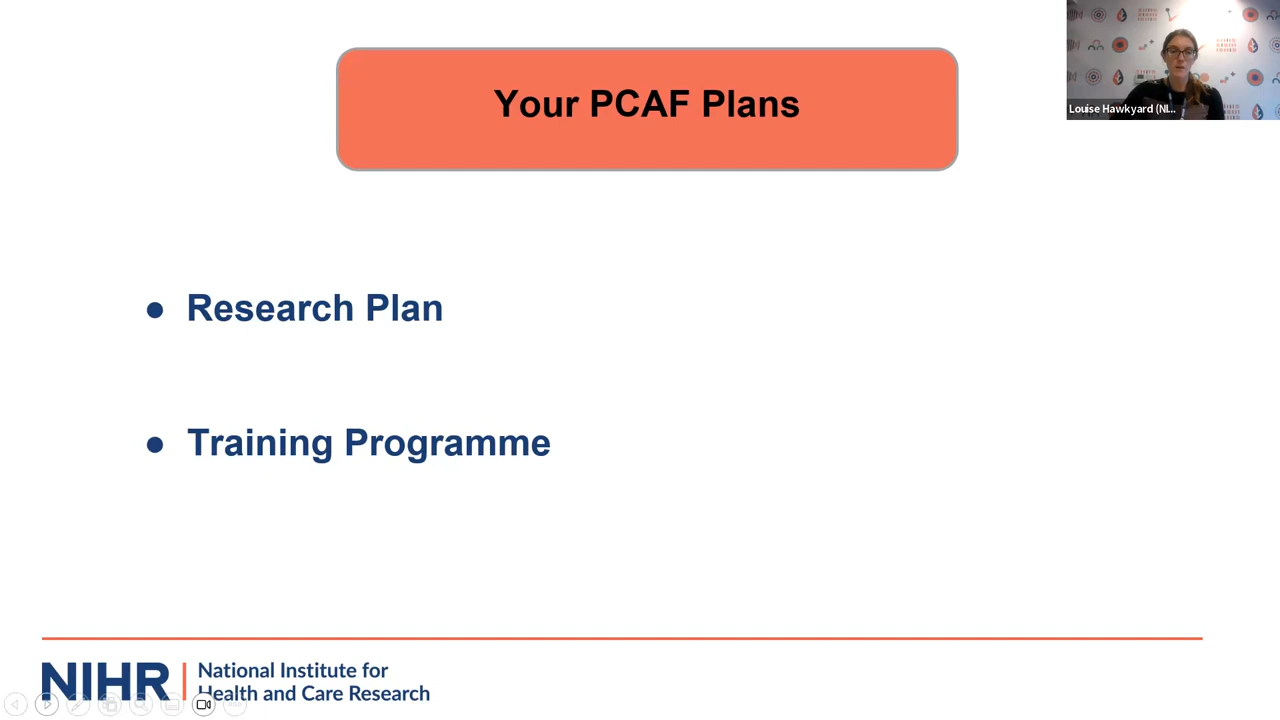 Your PCAF Plans
Louise Hawkyard (NI...
● Research Plan
● Training Programme
NIHR | National Institute for
Health and Care Research